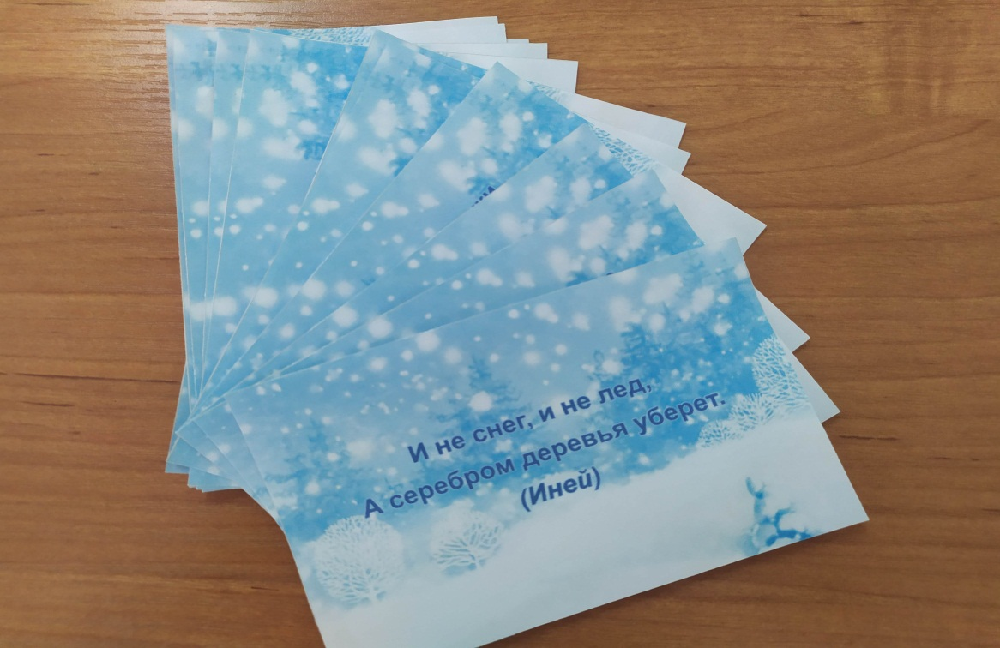 И не снег, и не лед,
А серебром деревья уберет.
(Иней)